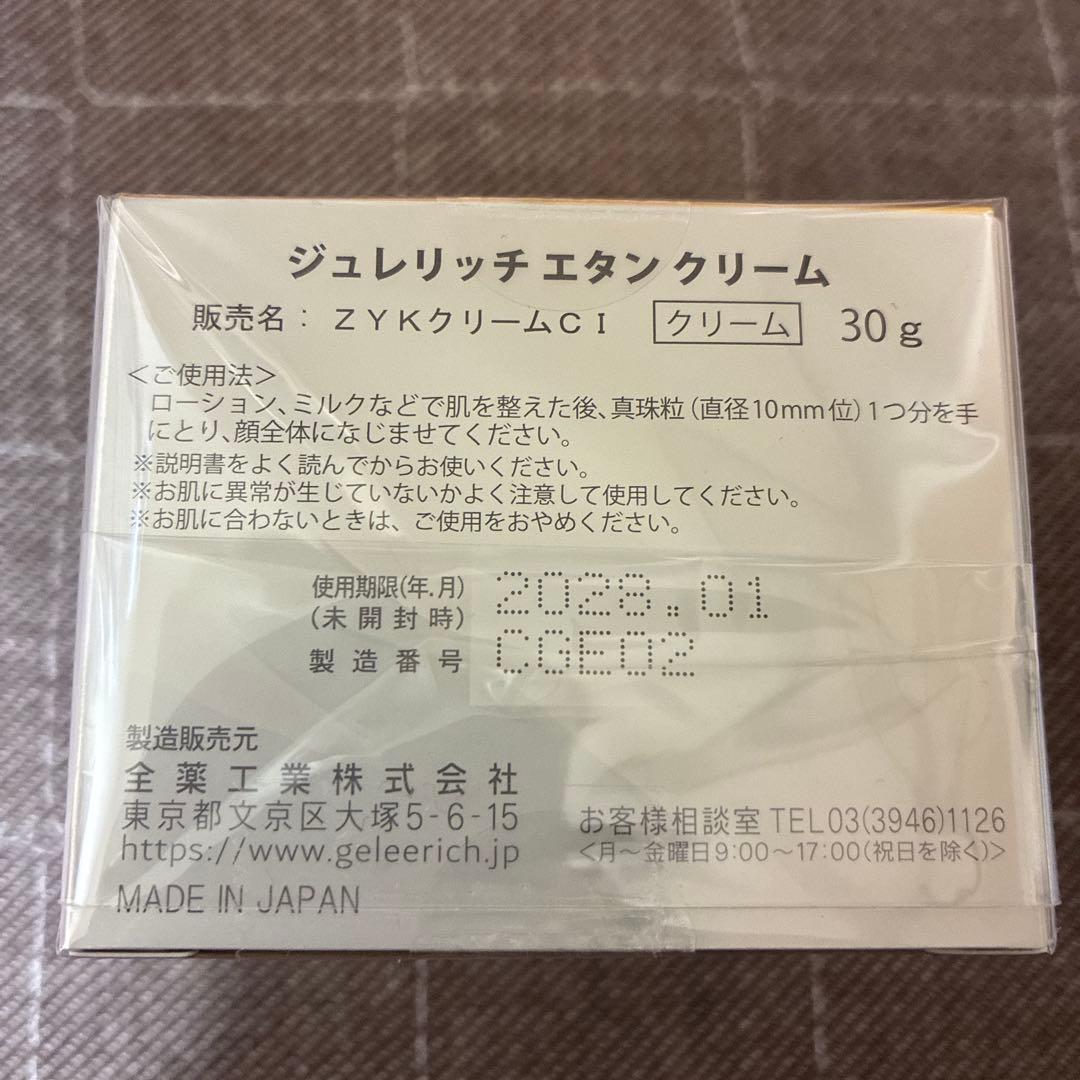 ジュレリッチ エタン クリーム
販売名： ＺＹＫクリームＣＩ クリーム 30g
＜ご使用法＞
ローション、ミルクなどで肌を整えた後、真珠粒（直径10mm位）1つ分を手
にとり、顔全体になじませてください。
※説明書をよく読んでからお使いください。
※お肌に異常が生じていないかよく注意して使用してください。
※お肌に合わないときは、ご使用をおやめください。
使用期限(年.月) 2028.01
(未開封時)
製造番号 CGE02
製造販売元
全薬工業株式会社
東京都文京区大塚5-6-15
https://www.geleerich.jp
お客様相談室 TEL03(3946)1126
＜月〜金曜日9:00〜17:00(祝日を除く)＞
MADE IN JAPAN